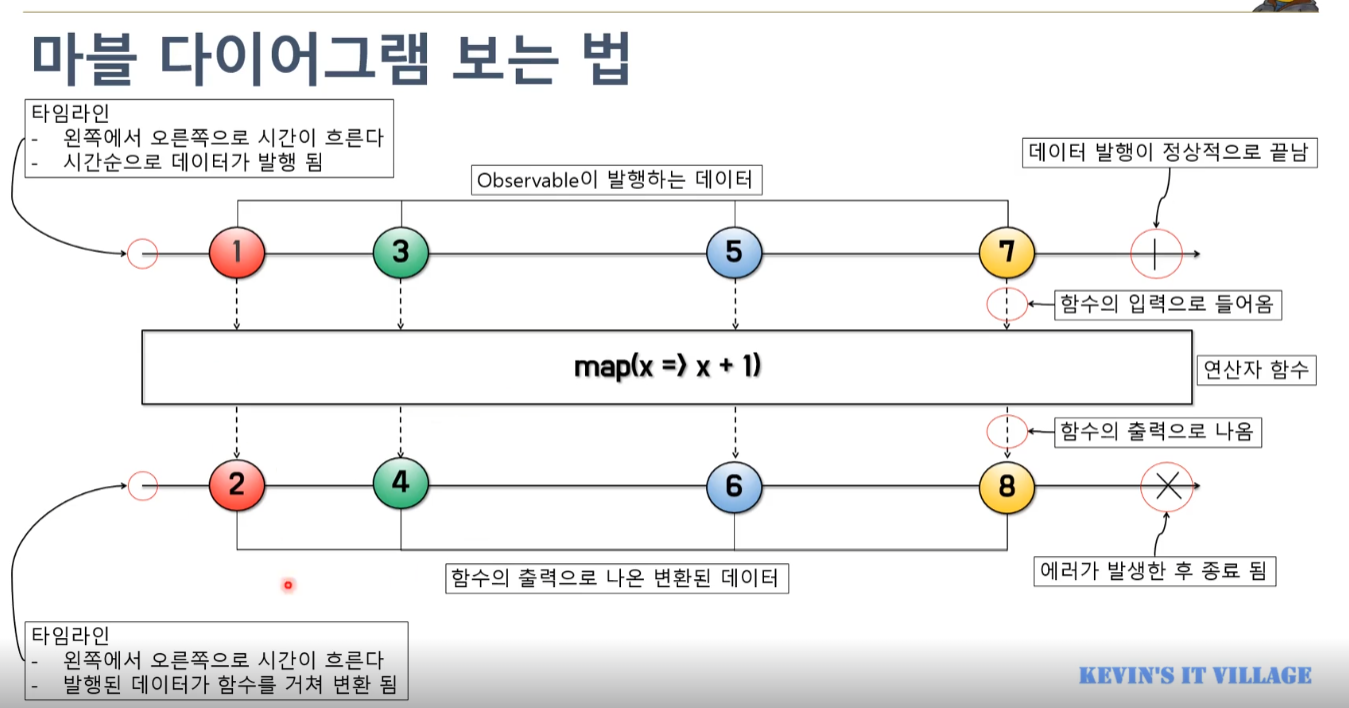 마블 다이어그램 보는 법
타임라인
- 왼쪽에서 오른쪽으로 시간이 흐른다
- 시간순으로 데이터가 발행 됨
데이터 발행이 정상적으로 끝남
Observable이 발행하는 데이터
1 3 5 7
함수의 입력으로 들어옴
map(x => x + 1)
연산자 함수
함수의 출력으로 나옴
2 4 6 8
함수의 출력으로 나온 변환된 데이터
에러가 발생한 후 종료 됨
타임라인
- 왼쪽에서 오른쪽으로 시간이 흐른다
- 발행된 데이터가 함수를 거쳐 변환 됨
KEVIN'S IT VILLAGE